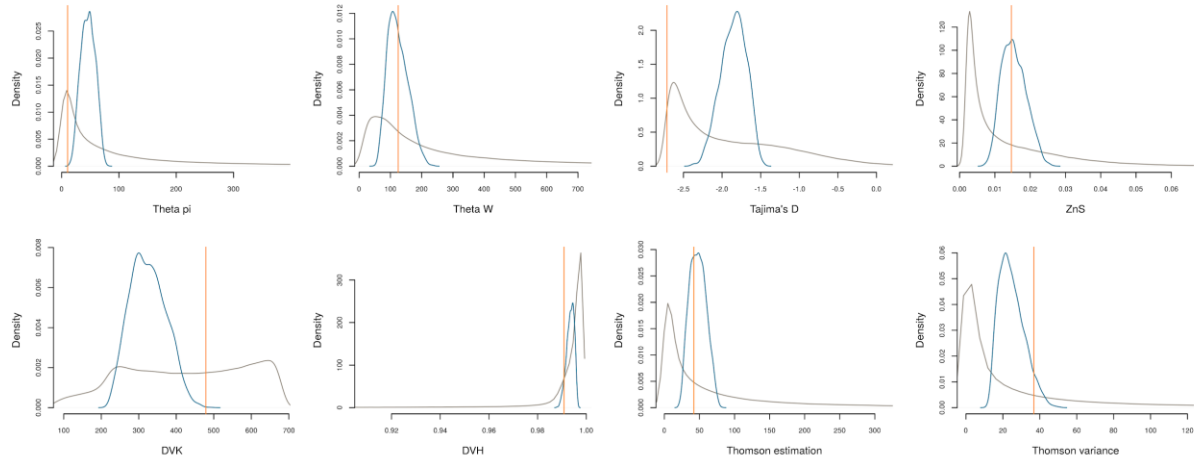 Density
0.000 0.005 0.010 0.015 0.020 0.025
0 100 200 300
Theta pi
Density
0.000 0.002 0.004 0.006 0.008 0.010 0.012
0 100 200 300 400 500 600 700
Theta W
Density
0.0 0.5 1.0 1.5 2.0
-2.5 -2.0 -1.5 -1.0 -0.5 0.0
Tajima's D
Density
0 20 40 60 80 100 120
0.00 0.01 0.02 0.03 0.04 0.05 0.06
ZnS
Density
0.000 0.002 0.004 0.006 0.008
100 200 300 400 500 600 700
DVK
Density
0 100 200 300
0.92 0.94 0.96 0.98 1.00
DVH
Density
0.000 0.005 0.010 0.015 0.020 0.025 0.030
0 50 100 150 200 250 300
Thomson estimation
Density
0.00 0.01 0.02 0.03 0.04 0.05 0.06
0 20 40 60 80 100 120
Thomson variance